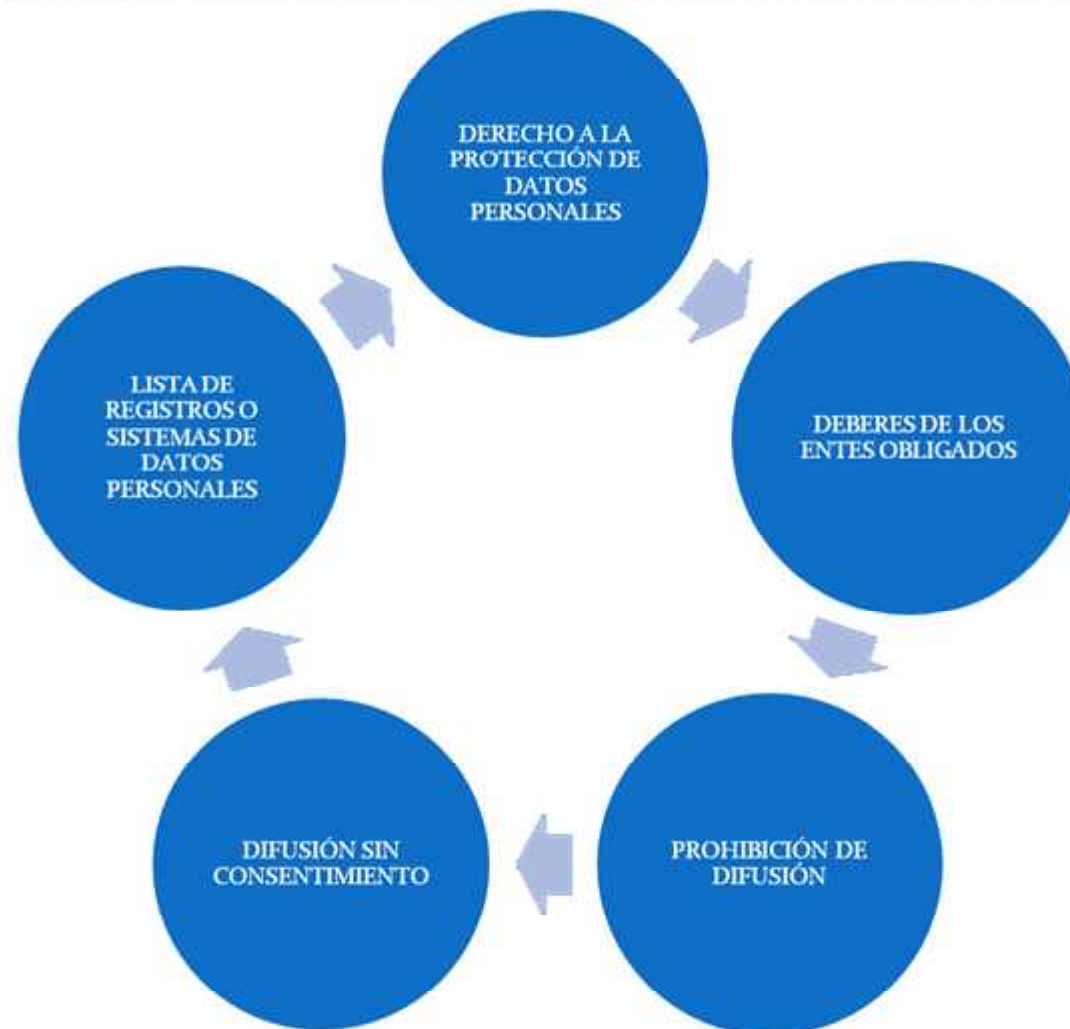 DERECHO A LA
PROTECCIÓN DE
DATOS
PERSONALES
DEBERES DE LOS
ENTES OBLIGADOS
PROHIBICIÓN DE
DIFUSIÓN
DIFUSIÓN SIN
CONSENTIMIENTO
LISTA DE
REGISTROS O
SISTEMAS DE
DATOS
PERSONALES